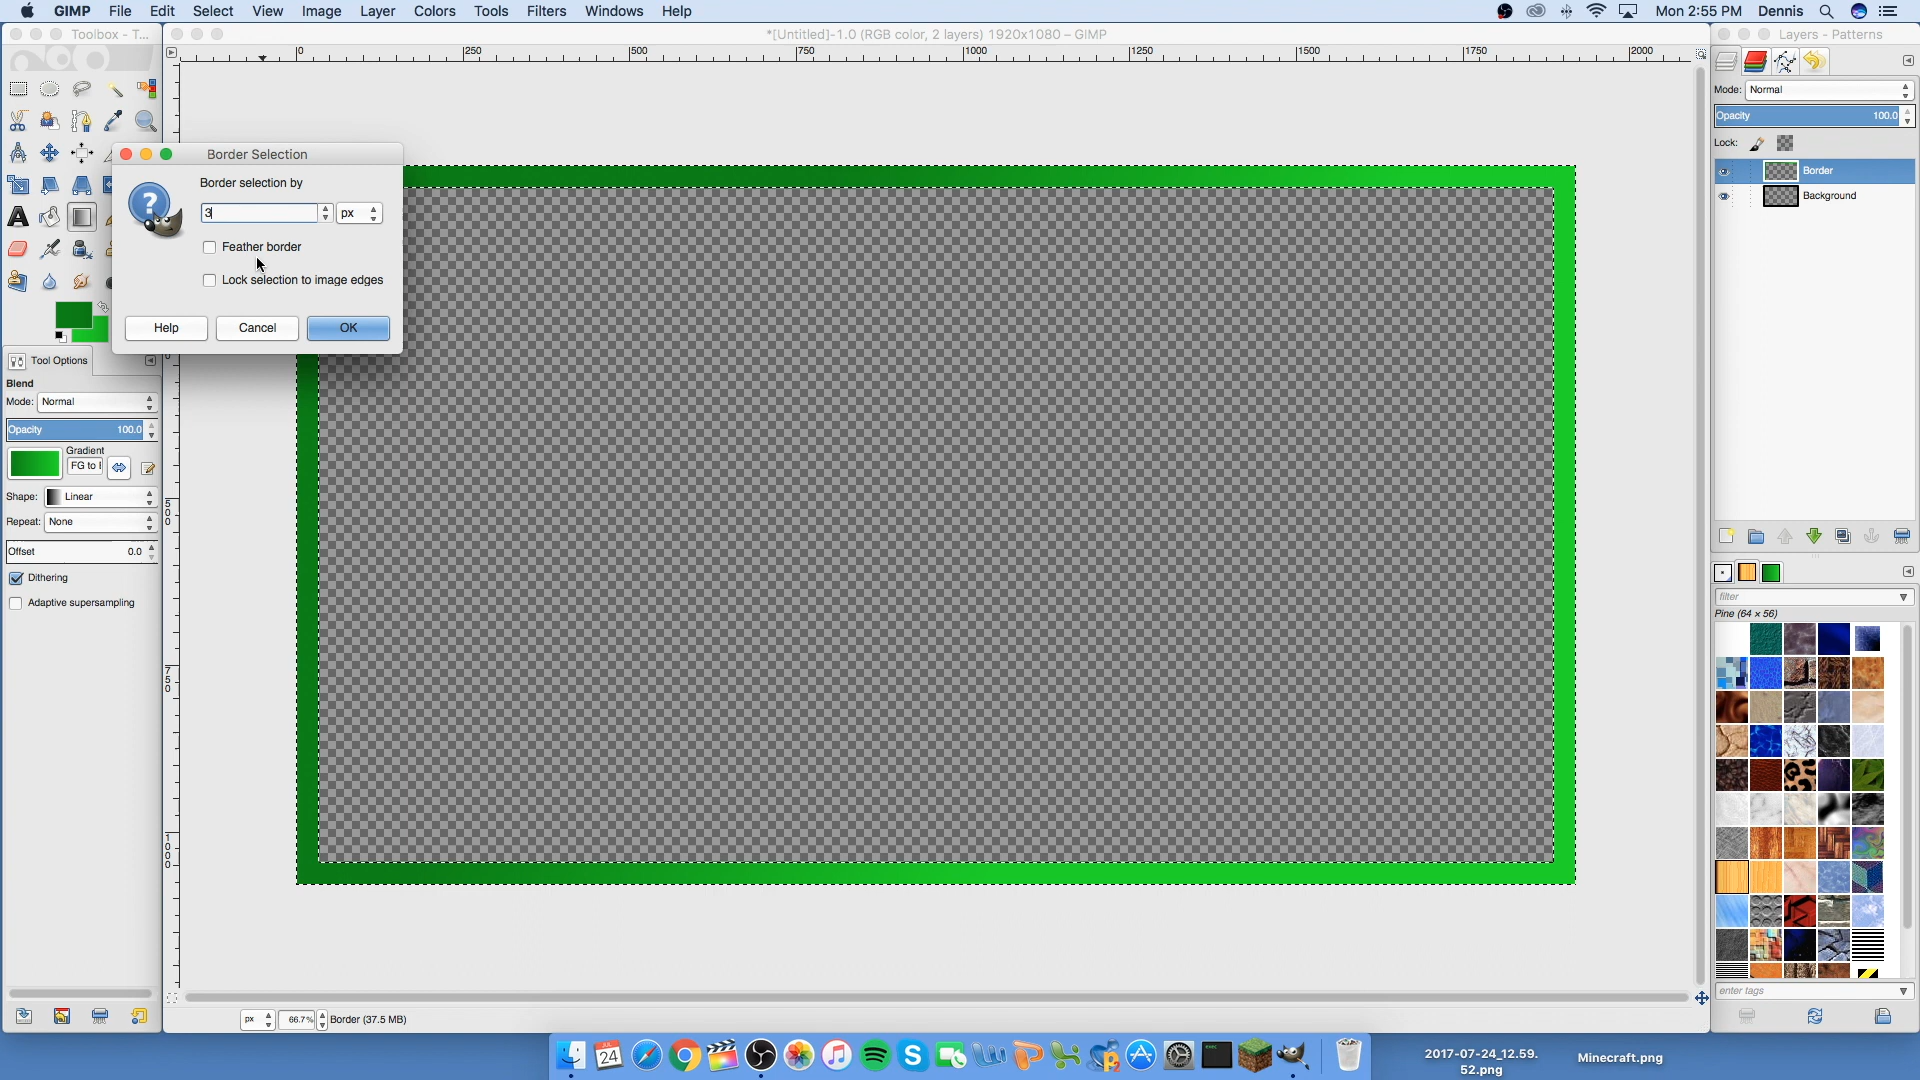 GIMP File Edit Select View Image Layer Colors Tools Filters Windows Help Mon 2:55 PM Dennis
Toolbox - T...
*[Untitled]-1.0 (RGB color, 2 layers) 1920x1080 – GIMP
Layers - Patterns
0 250 500 750 1000 1250 1500 1750 2000
Mode: Normal
Opacity 100.0
Lock:
Border
Background
Border Selection
Border selection by
3 px
Feather border
Lock selection to image edges
Help Cancel OK
Tool Options
Blend
Mode: Normal
Opacity 100.0
Gradient
FG to
Shape: Linear
Repeat: None
Offset 0.0
Dithering
Adaptive supersampling
500
750
1000
filter
Pine (64 × 56)
enter tags
px 66.7% Border (37.5 MB)
JUL
24
2017-07-24_12.59.
52.png
Minecraft.png